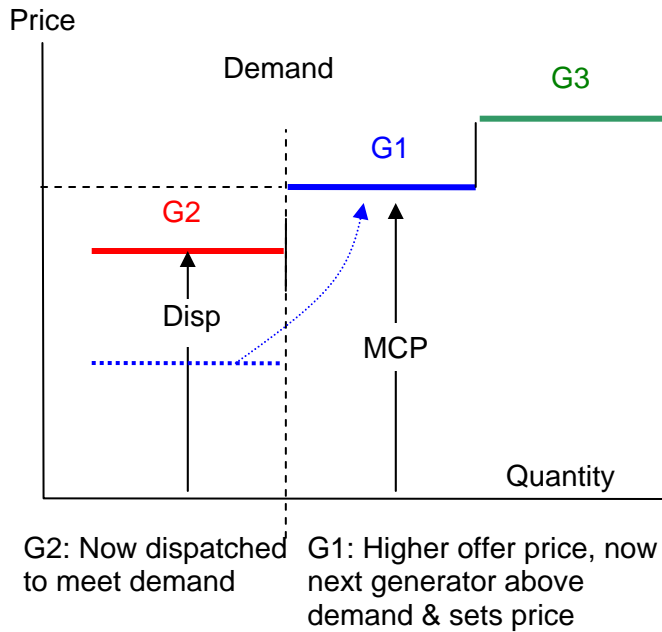 Price
Demand
G3
G1
G2
Disp
MCP
Quantity
G2: Now dispatched
to meet demand
G1: Higher offer price, now
next generator above
demand & sets price